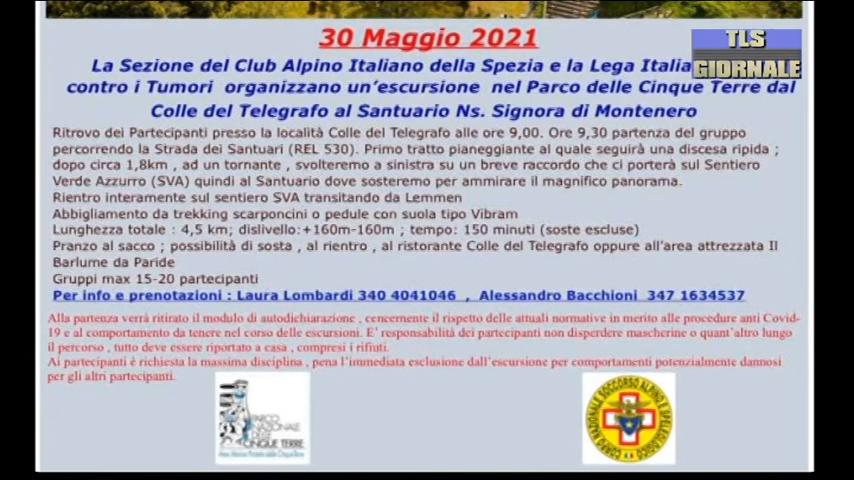 30 Maggio 2021
TLS
GIORNALE
La Sezione del Club Alpino Italiano della Spezia e la Lega Italia
contro i Tumori organizzano un'escursione nel Parco delle Cinque Terre dal
Colle del Telegrafo al Santuario Ns. Signora di Montenero
Ritrovo dei Partecipanti presso la località Colle del Telegrafo alle ore 9,00. Ore 9,30 partenza del gruppo
percorrendo la Strada dei Santuari (REL 530). Primo tratto pianeggiante al quale seguirà una discesa ripida ;
dopo circa 1,8km , ad un tornante , svolteremo a sinistra su un breve raccordo che ci porterà sul Sentiero
Verde Azzurro (SVA) quindi al Santuario dove sosteremo per ammirare il magnifico panorama.
Rientro interamente sul sentiero SVA transitando da Lemmen
Abbigliamento da trekking scarponcini o pedule con suola tipo Vibram
Lunghezza totale : 4,5 km; dislivello:+160m-160m ; tempo: 150 minuti (soste escluse)
Pranzo al sacco ; possibilità di sosta , al rientro , al ristorante Colle del Telegrafo oppure all'area attrezzata Il
Barlume da Paride
Gruppi max 15-20 partecipanti
Per info e prenotazioni : Laura Lombardi 340 4041046 , Alessandro Bacchioni 347 1634537
Alla partenza verrà ritirato il modulo di autodichiarazione , concernente il rispetto delle attuali normative in merito alle procedure anti Covid-
19 e al comportamento da tenere nel corso delle escursioni. E' responsabilità dei partecipanti non disperdere mascherine o quant'altro lungo
il percorso , tutto deve essere riportato a casa , compresi i rifiuti.
Ai partecipanti è richiesta la massima disciplina , pena l'immediata esclusione dall'escursione per comportamenti potenzialmente dannosi
per gli altri partecipanti.
PARCO
NAZIONALE
DELLE
CINQUE TERRE
CORPO NAZIONALE SOCCORSO ALPINO E SPELEOLOGICO